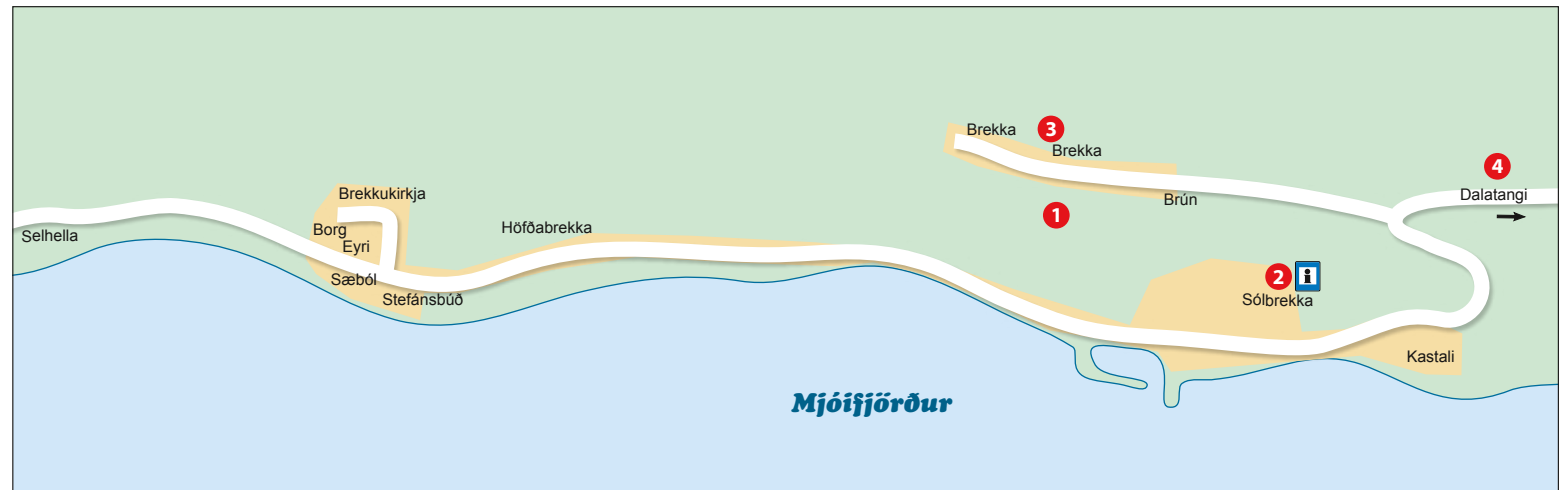 Brekka
3
Brekka
4
Dalatangi
Brekkukirkja
Brún
1
Borg
Höfðabrekka
Selhella
Eyri
Sæból
2
i
Stefánsbúð
Sólbrekka
Kastali
Mjóifjörður